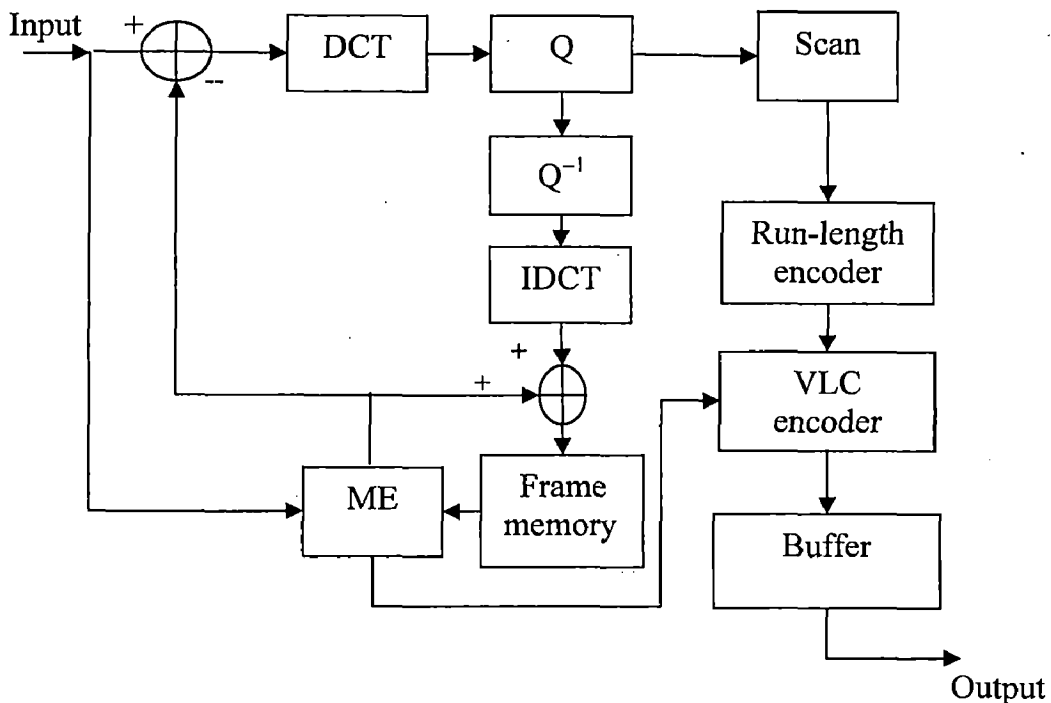 Input
+
--
DCT
Q
Scan
Q⁻¹
Run-length
encoder
IDCT
+
+
VLC
encoder
ME
Frame
memory
Buffer
Output